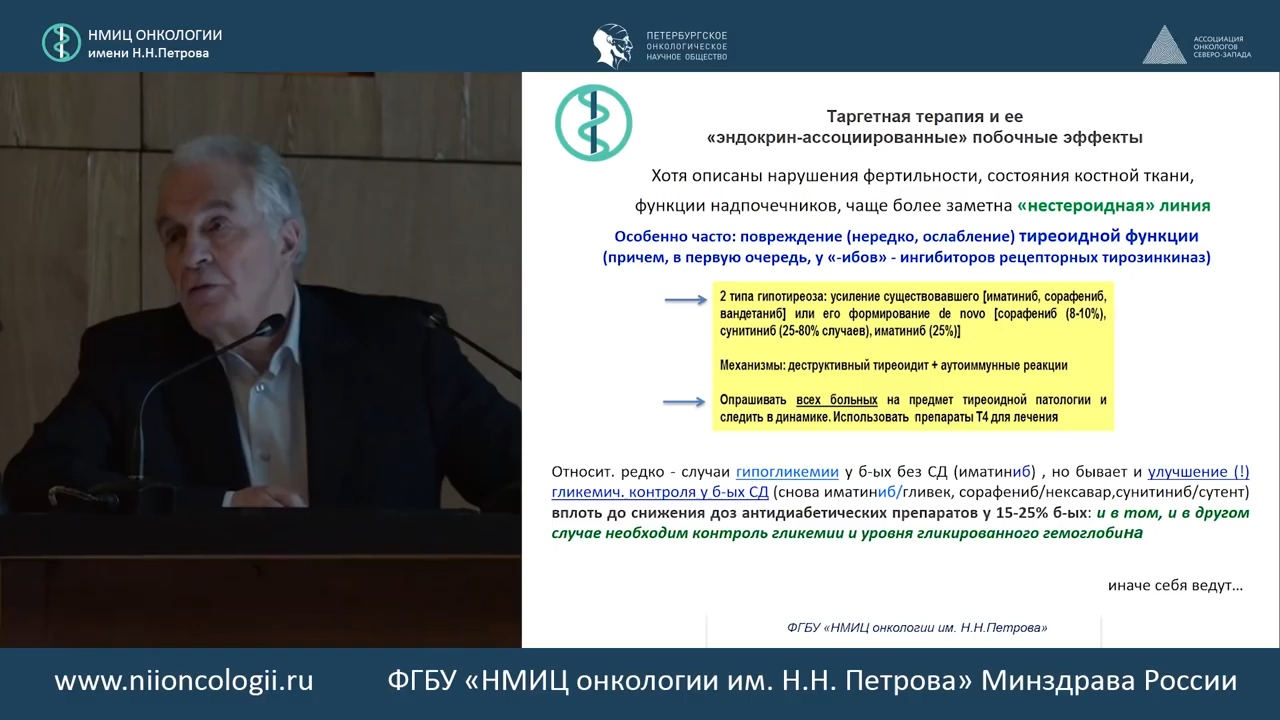 НМИЦ ОНКОЛОГИИ
имени Н.Н.Петрова
ПЕТЕРБУРГСКОЕ
ОНКОЛОГИЧЕСКОЕ
НАУЧНОЕ ОБЩЕСТВО
АССОЦИАЦИЯ
ОНКОЛОГОВ
СЕВЕРО-ЗАПАДА
Таргетная терапия и ее
«эндокрин-ассоциированные» побочные эффекты
Хотя описаны нарушения фертильности, состояния костной ткани,
функции надпочечников, чаще более заметна «нестероидная» линия
Особенно часто: повреждение (нередко, ослабление) тиреоидной функции
(причем, в первую очередь, у «-ибов» - ингибиторов рецепторных тирозинкиназ)
2 типа гипотиреоза: усиление существовавшего [иматиниб, сорафениб,
вандетаниб] или его формирование de novo [сорафениб (8-10%),
сунитиниб (25-80% случаев), иматиниб (25%)]
Механизмы: деструктивный тиреоидит + аутоиммунные реакции
Опрашивать всех больных на предмет тиреоидной патологии и
следить в динамике. Использовать препараты Т4 для лечения
Относит. редко - случаи гипогликемии у б-ых без СД (иматиниб) , но бывает и улучшение (!)
гликемич. контроля у б-ых СД (снова иматиниб/гливек, сорафениб/нексавар,сунитиниб/сутент)
вплоть до снижения доз антидиабетических препаратов у 15-25% б-ых: и в том, и в другом
случае необходим контроль гликемии и уровня гликированного гемоглобина
иначе себя ведут...
ФГБУ «НМИЦ онкологии им. Н.Н.Петрова»
www.niioncologii.ru
ФГБУ «НМИЦ онкологии им. Н.Н. Петрова» Минздрава России